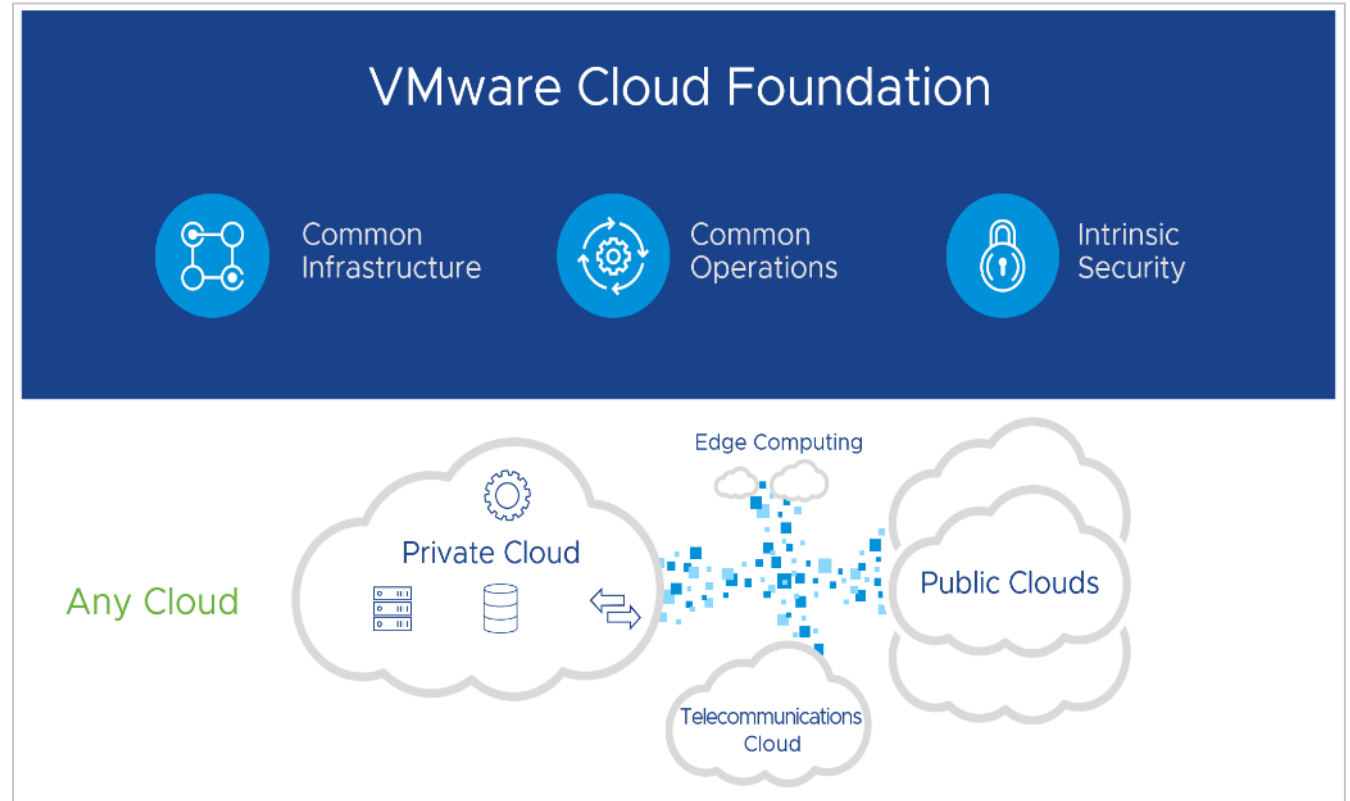 VMware Cloud Foundation
Common
Infrastructure
Common
Operations
Intrinsic
Security
Edge Computing
Private Cloud
Public Clouds
Any Cloud
Telecommunications
Cloud